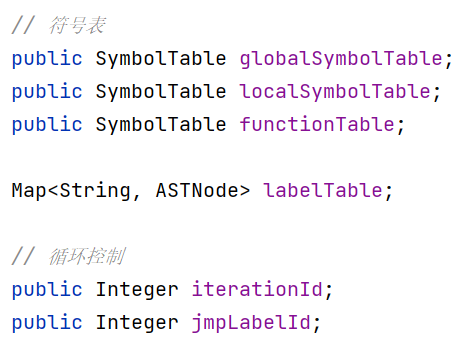 // 符号表
public SymbolTable globalSymbolTable;
public SymbolTable localSymbolTable;
public SymbolTable functionTable;
Map<String, ASTNode> labelTable;
// 循环控制
public Integer iterationId;
public Integer jmpLabelId;